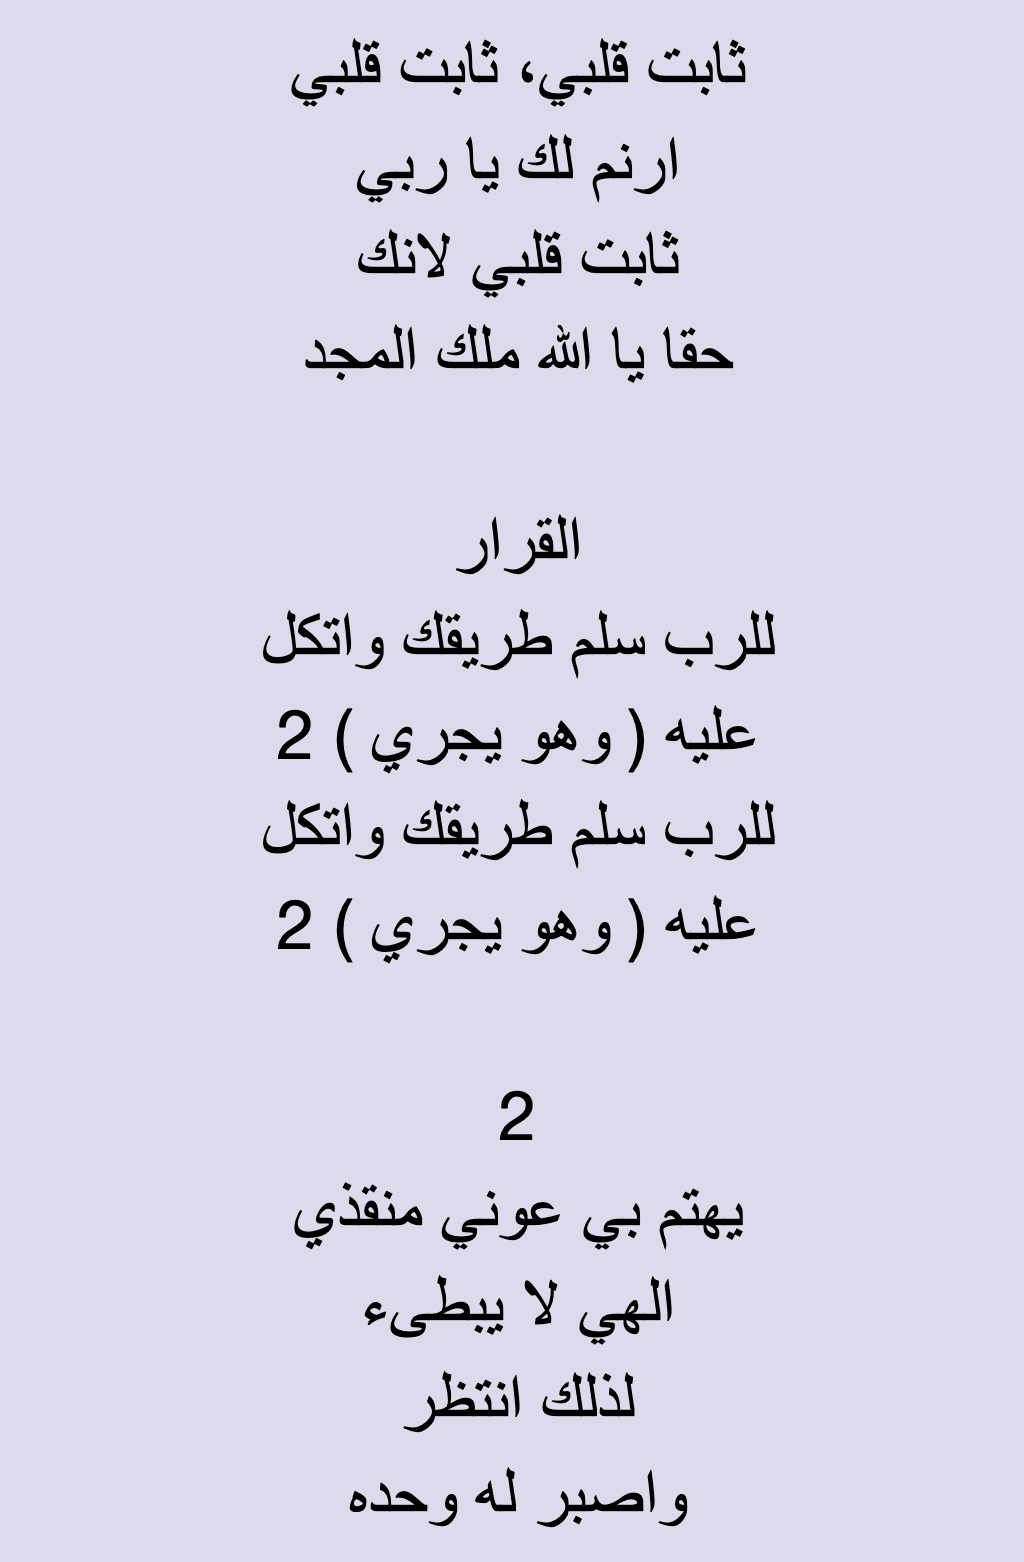 ثابت قلبي، ثابت قلبي
ارنم لك يا ربي
ثابت قلبي لانك
حقا يا الله ملك المجد
القرار
للرب سلم طريقك واتكل
عليه ( وهو يجري ) 2
للرب سلم طريقك واتكل
عليه ( وهو يجري ) 2
2
يهتم بي عوني منقذي
الهي لا يبطىء
لذلك انتظر
واصبر له وحده